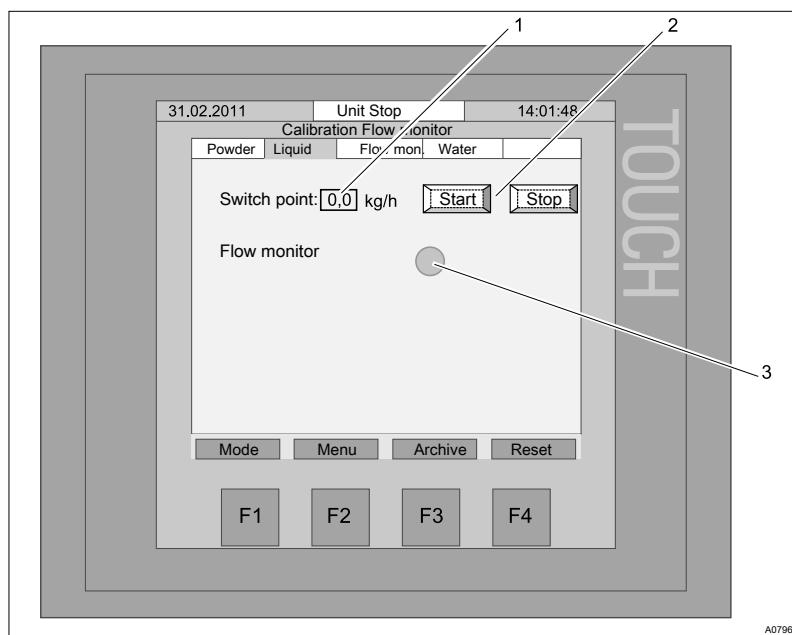 1 2
31.02.2011 Unit Stop 14:01:48
Calibration Flow monitor
Powder Liquid Flow mon. Water
Switch point: 0,0 kg/h Start Stop
Flow monitor
3
Mode Menu Archive Reset
F1 F2 F3 F4
TOUCH
A0796